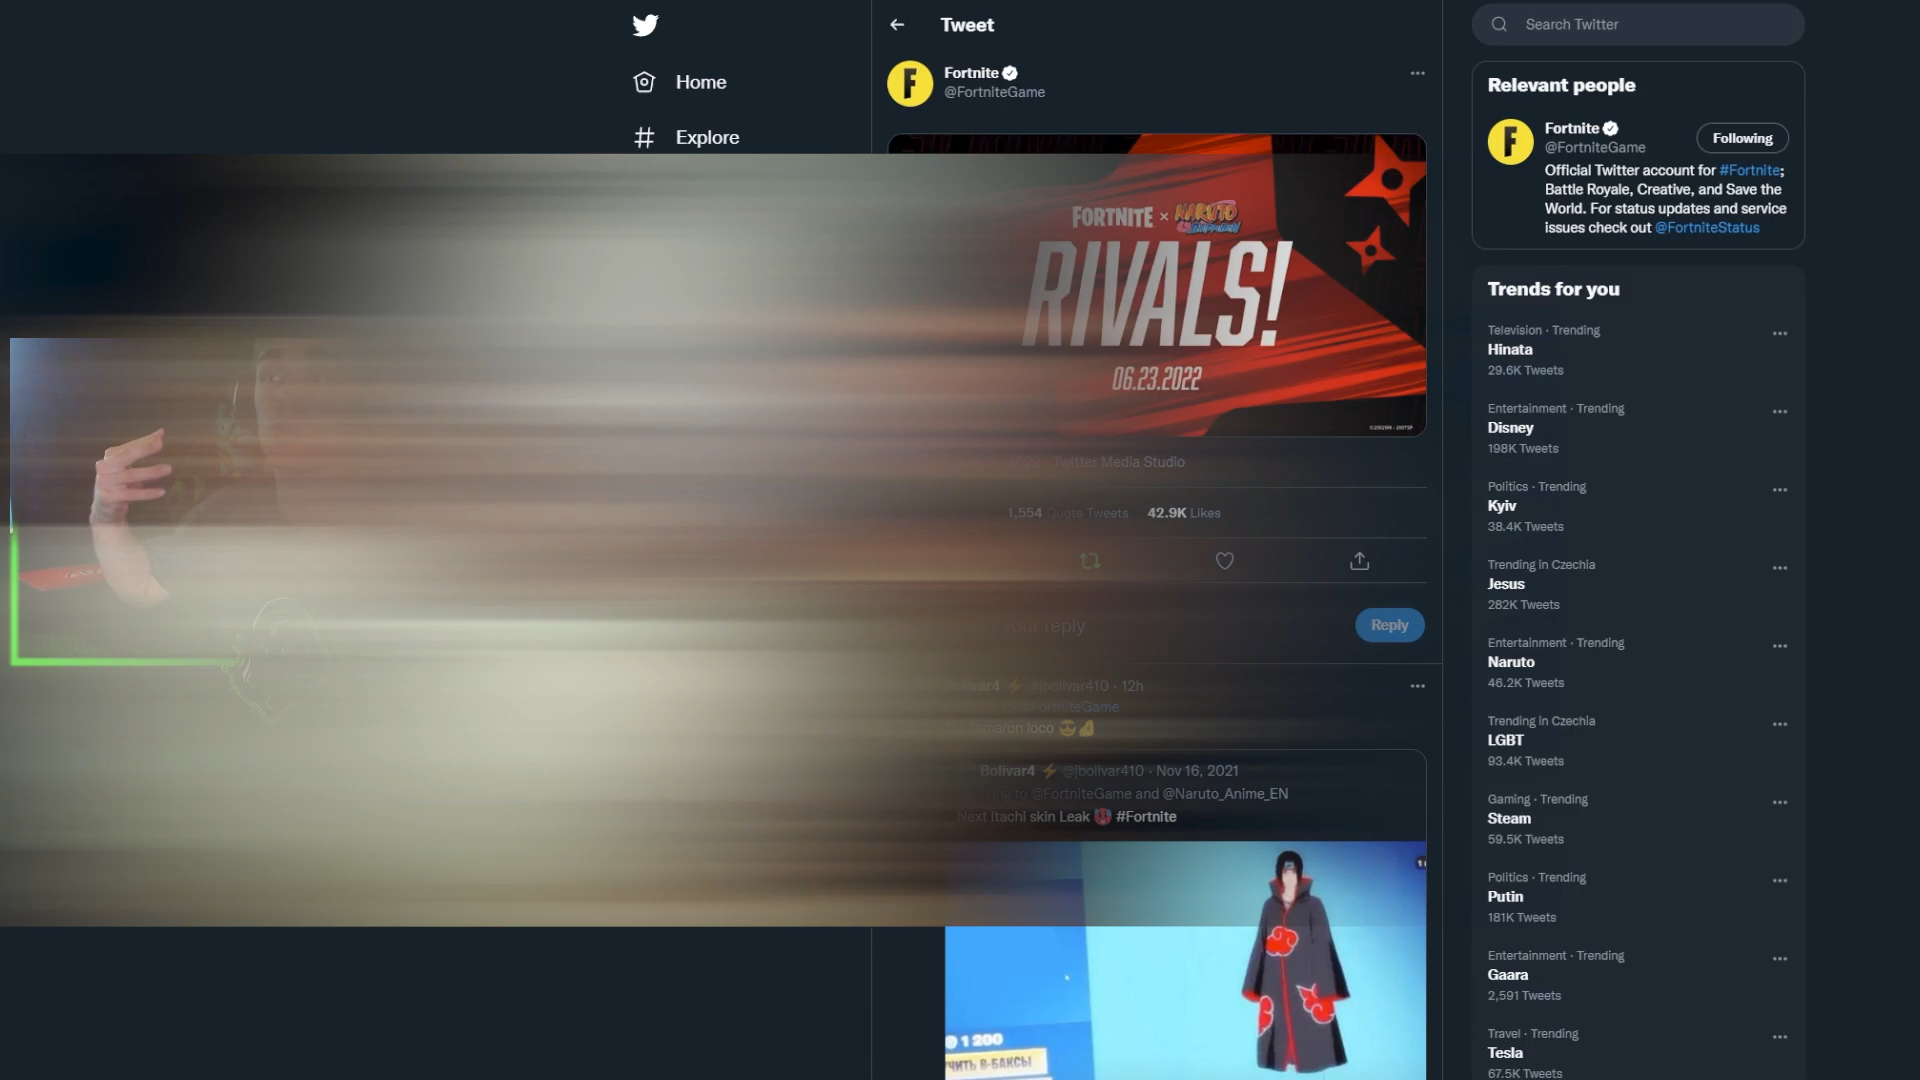 Home
Explore
Tweet
Fortnite
@FortniteGame
FORTNITE × NARUTO
RIVALS!
06.23.2022
Twitter Media Studio
1,554 Quote Tweets 42.9K Likes
your reply
Reply
@jbolivar410 · 12h
@FortniteGame
loco
Bolivar4 ⚡ @jbolivar410 · Nov 16, 2021
to @FortniteGame and @Naruto_Anime_EN
Next Itachi skin Leak #Fortnite
1 200
В-БАКСЫ
Search Twitter
Relevant people
Fortnite
@FortniteGame
Following
Official Twitter account for #Fortnite;
Battle Royale, Creative, and Save the
World. For status updates and service
issues check out @FortniteStatus
Trends for you
Television · Trending
Hinata
29.6K Tweets
Entertainment · Trending
Disney
198K Tweets
Politics · Trending
Kyiv
38.4K Tweets
Trending in Czechia
Jesus
282K Tweets
Entertainment · Trending
Naruto
46.2K Tweets
Trending in Czechia
LGBT
93.4K Tweets
Gaming · Trending
Steam
59.5K Tweets
Politics · Trending
Putin
181K Tweets
Entertainment · Trending
Gaara
2,591 Tweets
Travel · Trending
Tesla
67.5K Tweets